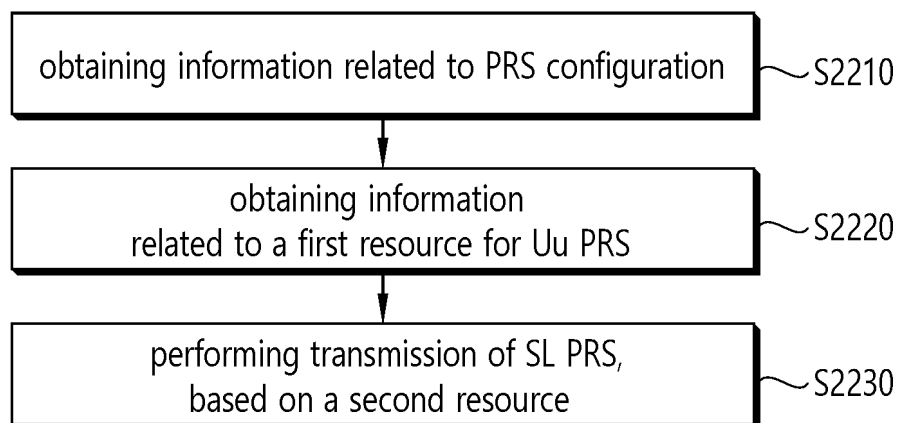 obtaining information related to PRS configuration
S2210
obtaining information
related to a first resource for Uu PRS
S2220
performing transmission of SL PRS,
based on a second resource
S2230